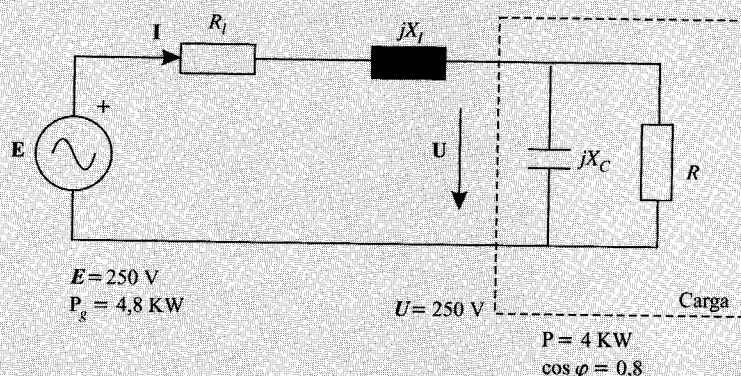 I
R_l
jX_l
+
E
U
jX_C
R
E = 250 V
P_g = 4,8 KW
U = 250 V
Carga
P = 4 KW
cos φ = 0,8